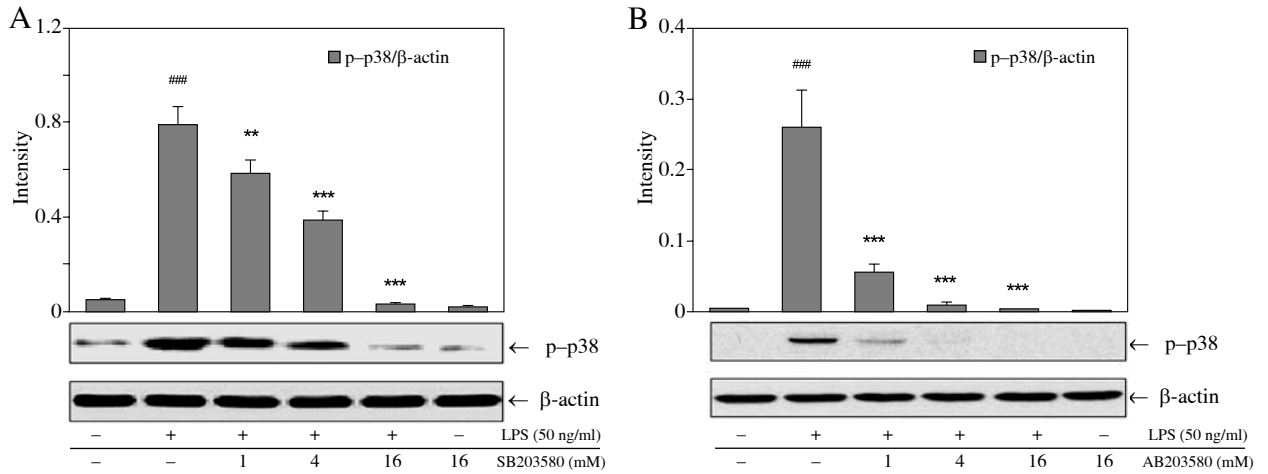 A
1.2
0.8
0.4
0
Intensity
p–p38/β-actin
###
**
***
***
← p–p38
← β-actin
– + + + + – LPS (50 ng/ml)
– – 1 4 16 16 SB203580 (mM)
B
0.4
0.3
0.2
0.1
0
Intensity
p–p38/β-actin
###
***
***
***
← p–p38
← β-actin
– + + + + – LPS (50 ng/ml)
– – 1 4 16 16 AB203580 (mM)